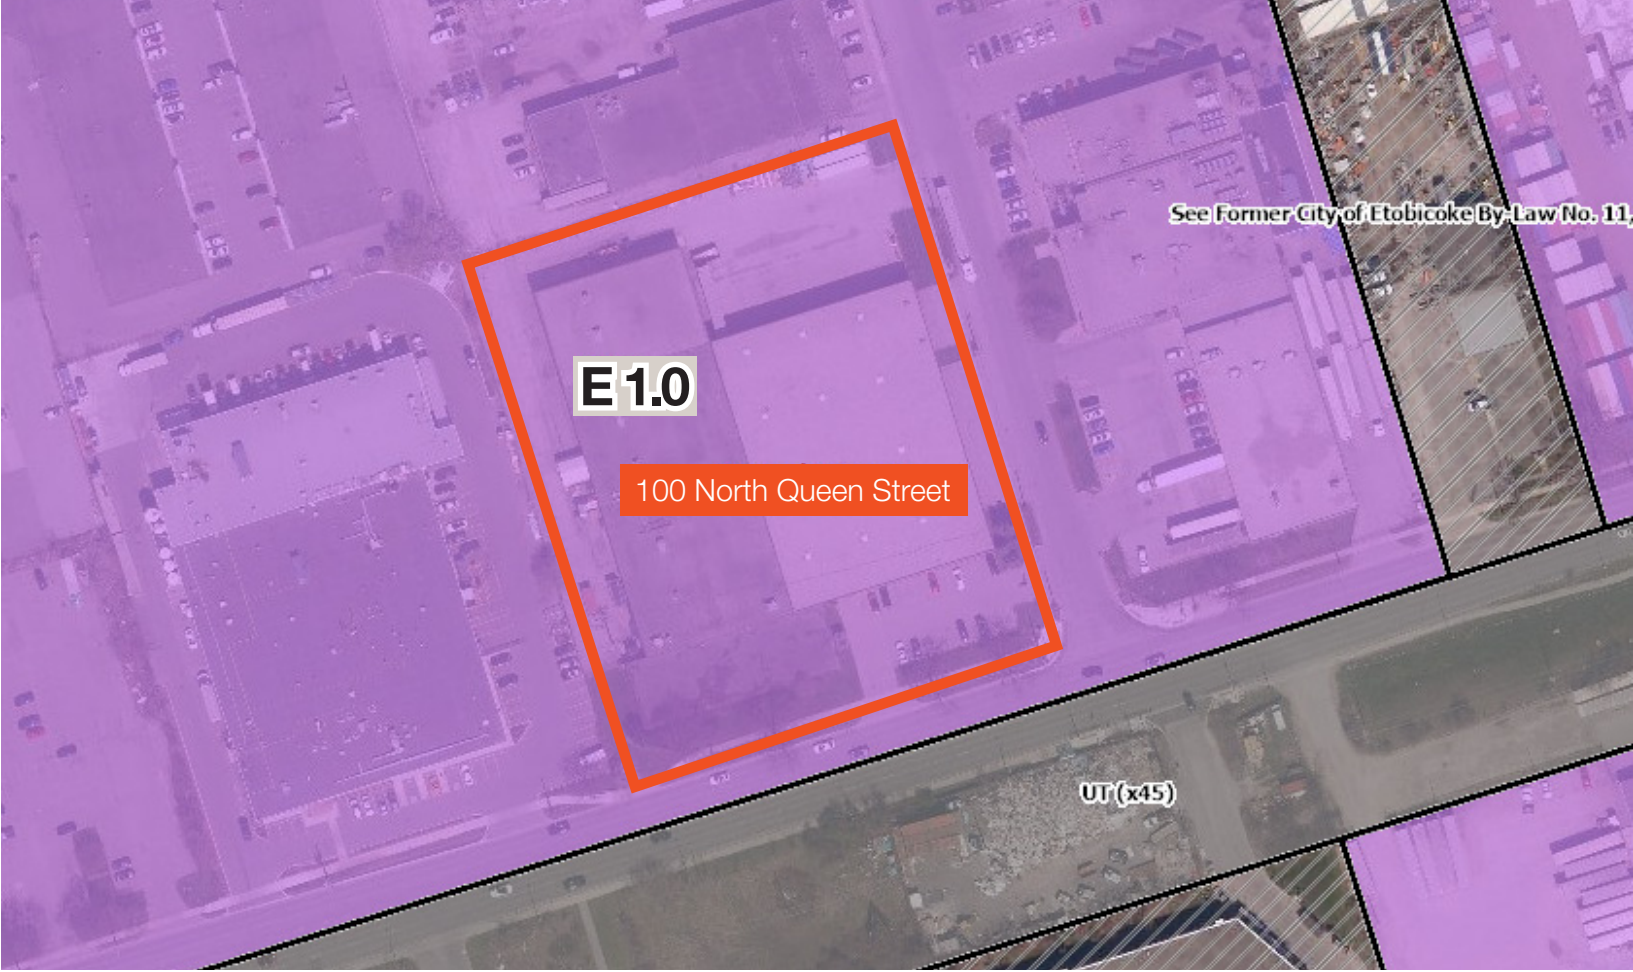 See Former City of Etobicoke By-Law No. 11,
E 1.0
100 North Queen Street
UT (x45)